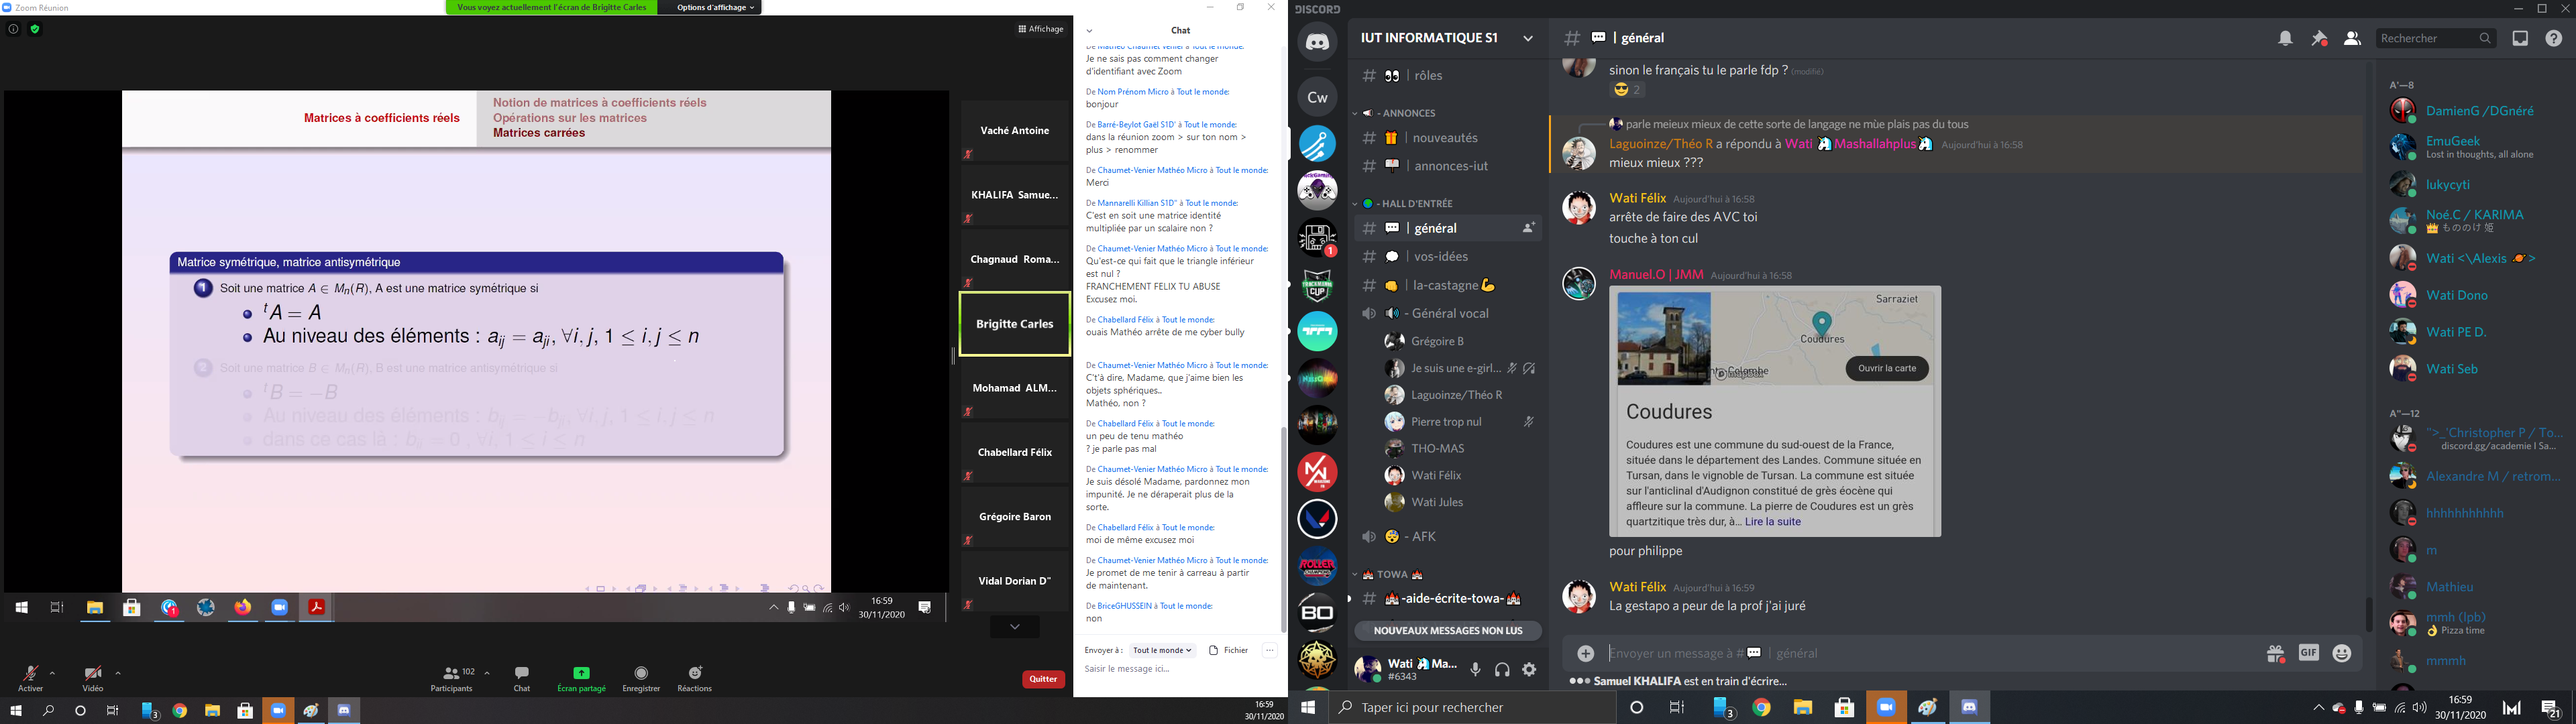 Zoom Réunion
Vous voyez actuellement l'écran de Brigitte Carles
Options d'affichage
Affichage
Matrices à coefficients réels
Notion de matrices à coefficients réels
Opérations sur les matrices
Matrices carrées
Matrice symétrique, matrice antisymétrique
1 Soit une matrice A ∈ Mn(R), A est une matrice symétrique si
ᵗA = A
Au niveau des éléments : aij = aji, ∀i, j, 1 ≤ i, j ≤ n
2 Soit une matrice B ∈ Mn(R), B est une matrice antisymétrique si
ᵗB = −B
Au niveau des éléments : bij = −bji, ∀i, j, 1 ≤ i, j ≤ n
dans ce cas là : bii = 0 , ∀i, 1 ≤ i ≤ n
16:59
30/11/2020
Vaché Antoine
KHALIFA Samue...
Chagnaud Roma...
Brigitte Carles
Mohamad ALM...
Chabellard Félix
Grégoire Baron
Vidal Dorian D"
Activer
Vidéo
102
Participants
Chat
Écran partagé
Enregistrer
Réactions
Quitter
Chat
De Mathéo Chaumet Venier à Tout le monde:
Je ne sais pas comment changer
d'identifiant avec Zoom
De Nom Prénom Micro à Tout le monde:
bonjour
De Barré-Beylot Gaël S1D' à Tout le monde:
dans la réunion zoom > sur ton nom >
plus > renommer
De Chaumet-Venier Mathéo Micro à Tout le monde:
Merci
De Mannarelli Killian S1D" à Tout le monde:
C'est en soit une matrice identité
multipliée par un scalaire non ?
De Chaumet-Venier Mathéo Micro à Tout le monde:
Qu'est-ce qui fait que le triangle inférieur
est nul ?
FRANCHEMENT FELIX TU ABUSE
Excusez moi.
De Chabellard Félix à Tout le monde:
ouais Mathéo arrête de me cyber bully
De Chaumet-Venier Mathéo Micro à Tout le monde:
C't'à dire, Madame, que j'aime bien les
objets sphériques..
Mathéo, non ?
De Chabellard Félix à Tout le monde:
un peu de tenu mathéo
? je parle pas mal
De Chaumet-Venier Mathéo Micro à Tout le monde:
Je suis désolé Madame, pardonnez mon
impunité. Je ne déraperait plus de la
sorte.
De Chabellard Félix à Tout le monde:
moi de même excusez moi
De Chaumet-Venier Mathéo Micro à Tout le monde:
Je promet de me tenir à carreau à partir
de maintenant.
De BriceGHUSSEIN à Tout le monde:
non
Envoyer à : Tout le monde
Fichier
Saisir le message ici...
3
16:59
30/11/2020
DISCORD
Cw
1
BO
IUT INFORMATIQUE S1
# 👀 | rôles
📢 - ANNONCES
# 🎁 | nouveautés
# | annonces-iut
- HALL D'ENTRÉE
# 💬 | général
# 💭 | vos-idées
# | la-castagne💪
🔊 - Général vocal
Grégoire B
Je suis une e-girl...
Laguoinze/Théo R
Pierre trop nul
THO-MAS
Wati Félix
Wati Jules
😴 - AFK
🏰 TOWA 🏰
# 🏰-aide-écrite-towa-🏰
NOUVEAUX MESSAGES NON LUS
Wati 🦄Ma...
#6343
# 💬 | général
Rechercher
sinon le français tu le parle fdp ? (modifié)
😎 2
parle meieux mieux de cette sorte de langage ne mùe plais pas du tous
Laguoinze/Théo R a répondu à Wati 🦄Mashallahplus🦄 Aujourd'hui à 16:58
mieux mieux ???
Wati Félix Aujourd'hui à 16:58
arrête de faire des AVC toi
touche à ton cul
Manuel.O | JMM Aujourd'hui à 16:58
Sarraziet
Coudures
Ouvrir la carte
Coudures
Coudures est une commune du sud-ouest de la France,
située dans le département des Landes. Commune située en
Tursan, dans le vignoble de Tursan. La commune est située
sur l'anticlinal d'Audignon constitué de grès éocène qui
affleure sur la commune. La pierre de Coudures est un grès
quartzitique très dur, à... Lire la suite
pour philippe
Wati Félix Aujourd'hui à 16:59
La gestapo a peur de la prof j'ai juré
Envoyer un message à #💬 | général
GIF
Samuel KHALIFA est en train d'écrire...
A'—8
DamienG /DGnéré
EmuGeek
Lost in thoughts, all alone
lukycyti
Noé.C / KARIMA
👑 もののけ 姫
Wati <\Alexis 🪐>
Wati Dono
Wati PE D.
Wati Seb
A"—12
">_'Christopher P / To...
discord.gg/academie I Sa...
Alexandre M / retrom...
hhhhhhhhhhh
m
Mathieu
mmh (lpb)
👌 Pizza time
mmmh
Taper ici pour rechercher
3
16:59
30/11/2020
21